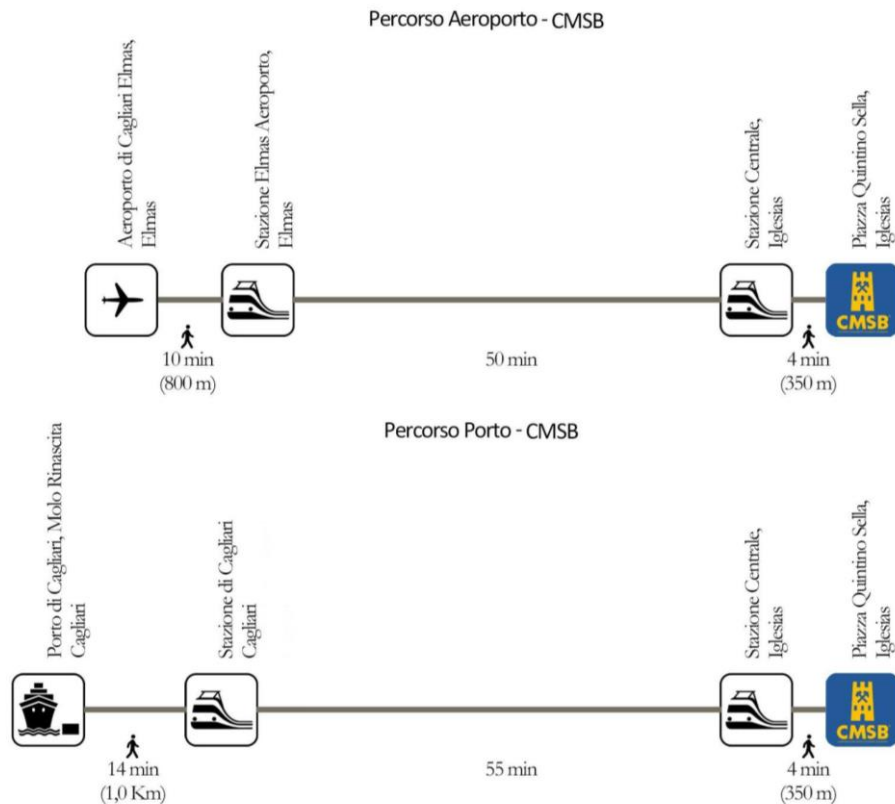 Percorso Aeroporto - CMSB
Aeroporto di Cagliari Elmas,
Elmas
Stazione Elmas Aeroporto,
Elmas
Stazione Centrale,
Iglesias
Piazza Quintino Sella,
Iglesias
CMSB
10 min
(800 m)
50 min
4 min
(350 m)
Percorso Porto - CMSB
Porto di Cagliari, Molo Rinascita
Cagliari
Stazione di Cagliari
Cagliari
Stazione Centrale,
Iglesias
Piazza Quintino Sella,
Iglesias
CMSB
14 min
(1,0 Km)
55 min
4 min
(350 m)